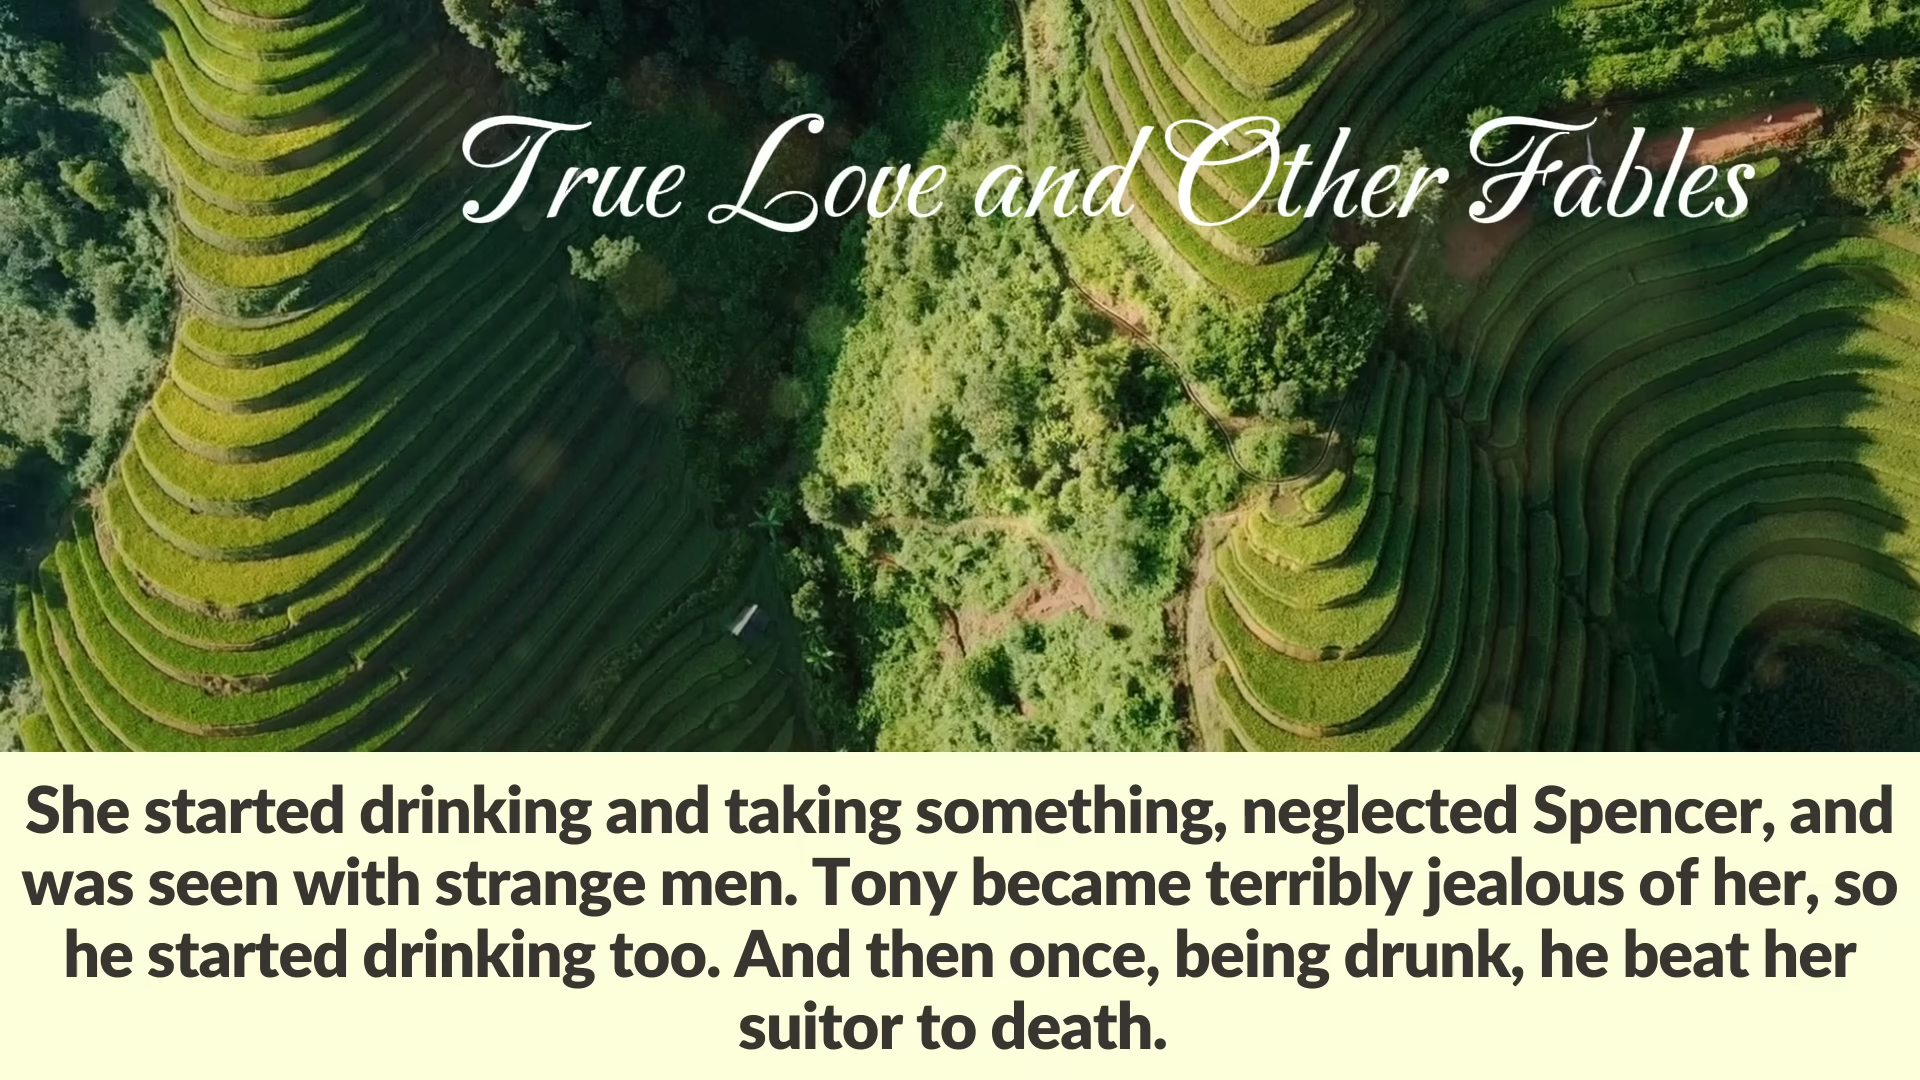 True Love and Other Fables
She started drinking and taking something, neglected Spencer, and
was seen with strange men. Tony became terribly jealous of her, so
he started drinking too. And then once, being drunk, he beat her
suitor to death.